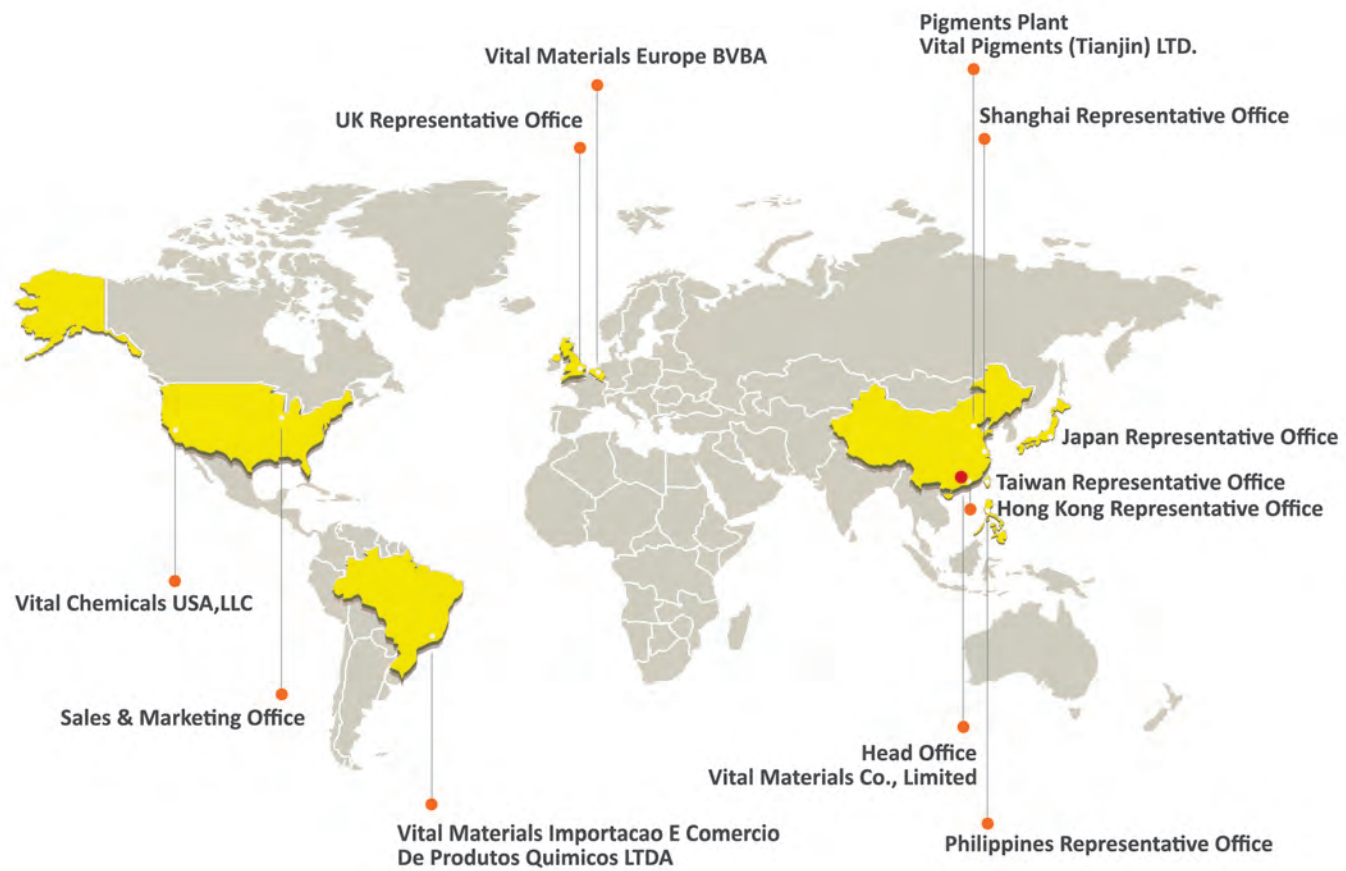 Pigments Plant
Vital Pigments (Tianjin) LTD.
Vital Materials Europe BVBA
Shanghai Representative Office
UK Representative Office
Japan Representative Office
Taiwan Representative Office
Hong Kong Representative Office
Vital Chemicals USA,LLC
Sales & Marketing Office
Head Office
Vital Materials Co., Limited
Vital Materials Importacao E Comercio
De Produtos Quimicos LTDA
Philippines Representative Office